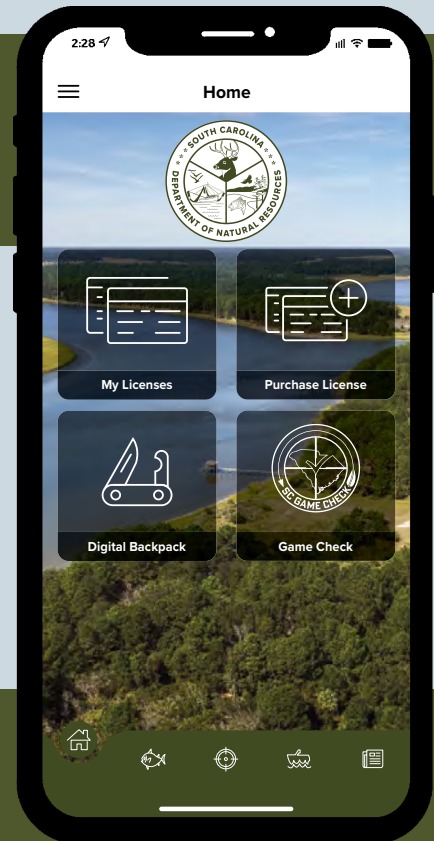 2:28
Home
SOUTH CAROLINA
DEPARTMENT OF NATURAL RESOURCES
My Licenses
Purchase License
SC GAME CHECK
Digital Backpack
Game Check